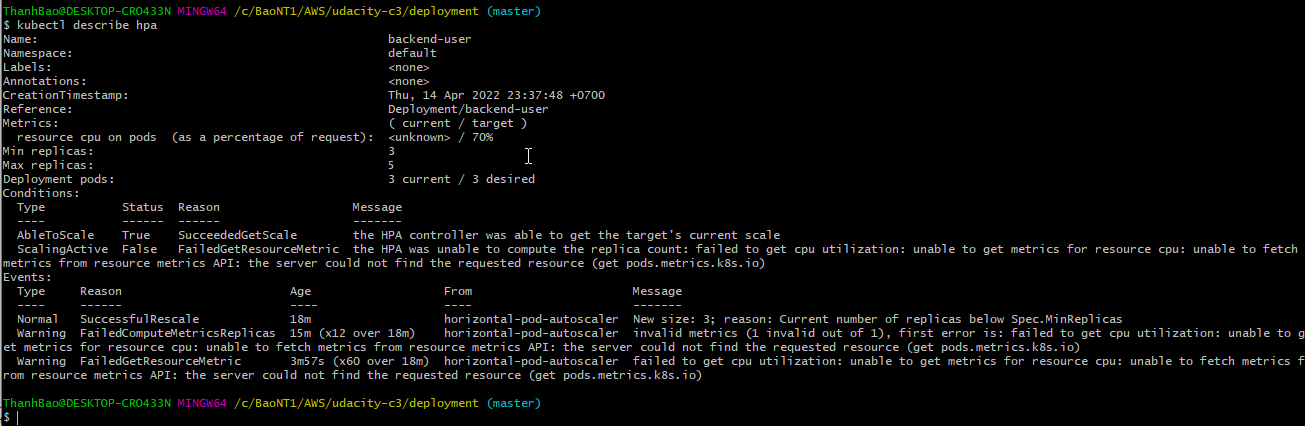 ThanhBao@DESKTOP-CRO433N MINGW64 /c/BaoNT1/AWS/udacity-c3/deployment (master)
$ kubectl describe hpa
Name:                                                  backend-user
Namespace:                                             default
Labels:                                                <none>
Annotations:                                           <none>
CreationTimestamp:                                     Thu, 14 Apr 2022 23:37:48 +0700
Reference:                                             Deployment/backend-user
Metrics:                                               ( current / target )
  resource cpu on pods  (as a percentage of request):  <unknown> / 70%
Min replicas:                                          3
Max replicas:                                          5
Deployment pods:                                       3 current / 3 desired
Conditions:
  Type           Status  Reason                   Message
  ----           ------  ------                   -------
  AbleToScale    True    SucceededGetScale        the HPA controller was able to get the target's current scale
  ScalingActive  False   FailedGetResourceMetric  the HPA was unable to compute the replica count: failed to get cpu utilization: unable to get metrics for resource cpu: unable to fetch
metrics from resource metrics API: the server could not find the requested resource (get pods.metrics.k8s.io)
Events:
  Type     Reason                        Age                   From                       Message
  ----     ------                        ----                  ----                       -------
  Normal   SuccessfulRescale             18m                   horizontal-pod-autoscaler  New size: 3; reason: Current number of replicas below Spec.MinReplicas
  Warning  FailedComputeMetricsReplicas  15m (x12 over 18m)    horizontal-pod-autoscaler  invalid metrics (1 invalid out of 1), first error is: failed to get cpu utilization: unable to g
et metrics for resource cpu: unable to fetch metrics from resource metrics API: the server could not find the requested resource (get pods.metrics.k8s.io)
  Warning  FailedGetResourceMetric       3m57s (x60 over 18m)  horizontal-pod-autoscaler  failed to get cpu utilization: unable to get metrics for resource cpu: unable to fetch metrics f
rom resource metrics API: the server could not find the requested resource (get pods.metrics.k8s.io)
ThanhBao@DESKTOP-CRO433N MINGW64 /c/BaoNT1/AWS/udacity-c3/deployment (master)
$